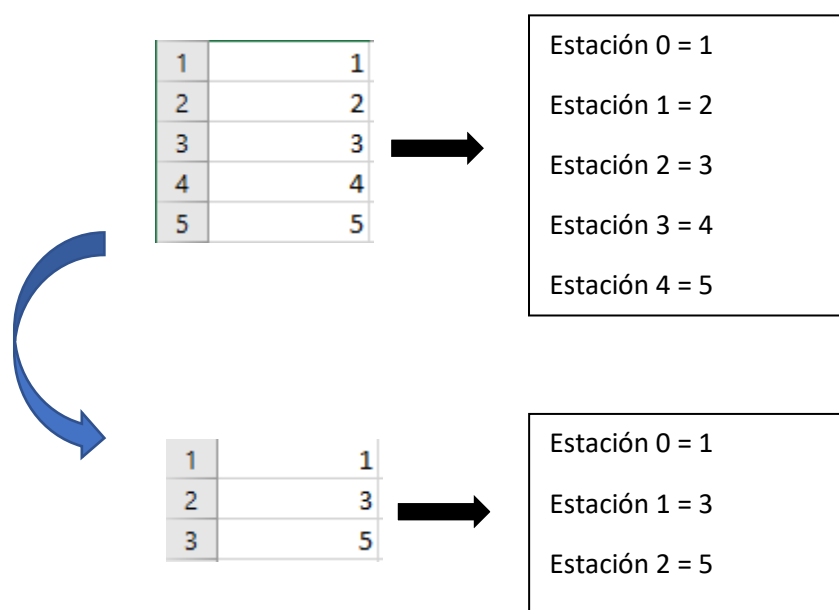 1 1
2 2
3 3
4 4
5 5
Estación 0 = 1
Estación 1 = 2
Estación 2 = 3
Estación 3 = 4
Estación 4 = 5
1 1
2 3
3 5
Estación 0 = 1
Estación 1 = 3
Estación 2 = 5